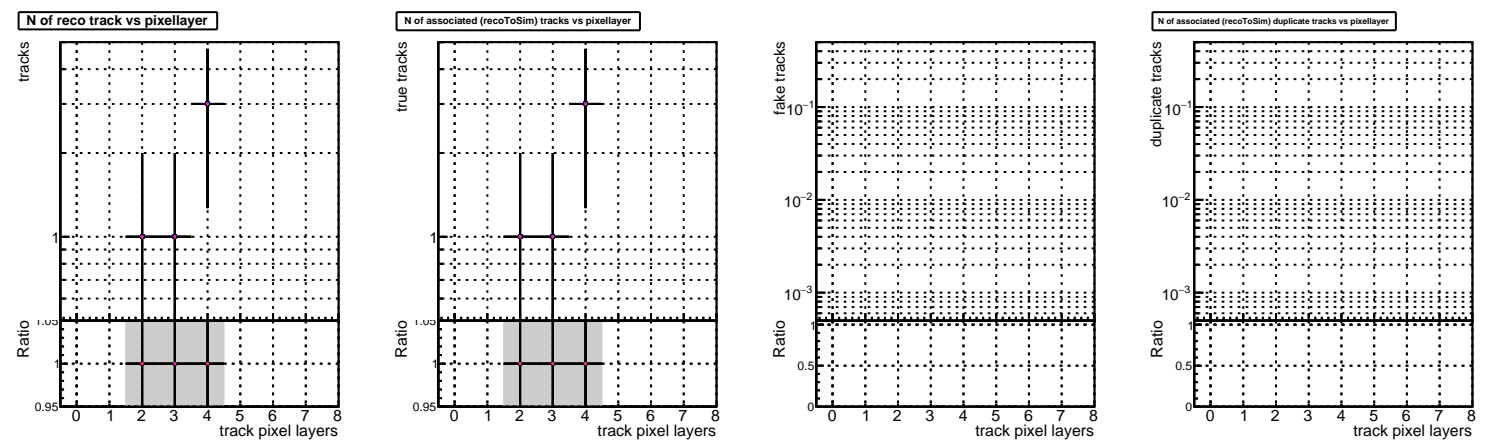 N of reco track vs pixellayer
tracks
1
Ratio
1.05
1
0.95
0 1 2 3 4 5 6 7 8
track pixel layers
N of associated (recoToSim) tracks vs pixellayer
true tracks
1
Ratio
1.05
1
0.95
0 1 2 3 4 5 6 7 8
track pixel layers
fake tracks
10⁻¹
10⁻²
10⁻³
Ratio
1
0.5
0
0 1 2 3 4 5 6 7 8
track pixel layers
N of associated (recoToSim) duplicate tracks vs pixellayer
duplicate tracks
10⁻¹
10⁻²
10⁻³
Ratio
1
0.5
0
0 1 2 3 4 5 6 7 8
track pixel layers